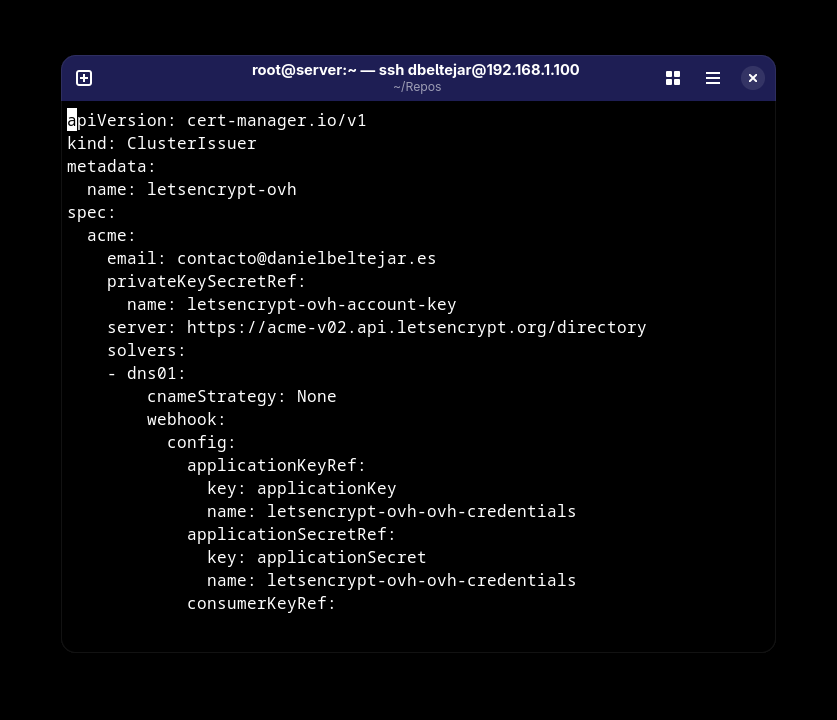 root@server:~ — ssh dbeltejar@192.168.1.100
~/Repos
apiVersion: cert-manager.io/v1
kind: ClusterIssuer
metadata:
  name: letsencrypt-ovh
spec:
  acme:
    email: contacto@danielbeltejar.es
    privateKeySecretRef:
      name: letsencrypt-ovh-account-key
    server: https://acme-v02.api.letsencrypt.org/directory
    solvers:
    - dns01:
        cnameStrategy: None
        webhook:
          config:
            applicationKeyRef:
              key: applicationKey
              name: letsencrypt-ovh-ovh-credentials
            applicationSecretRef:
              key: applicationSecret
              name: letsencrypt-ovh-ovh-credentials
            consumerKeyRef: